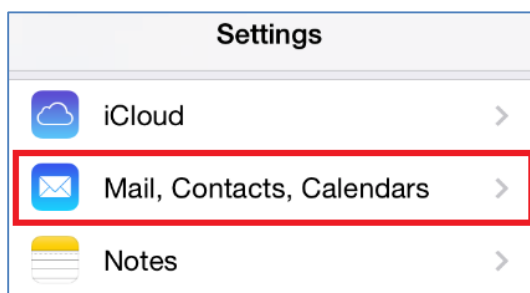 Settings
iCloud
Mail, Contacts, Calendars
Notes